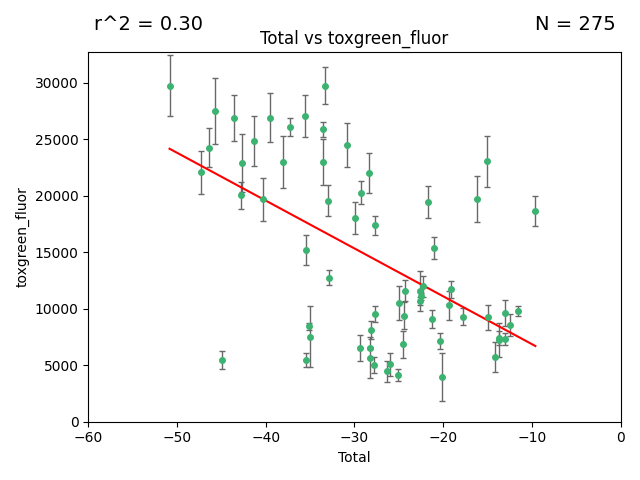 r^2 = 0.30
N = 275
Total vs toxgreen_fluor
30000
25000
20000
15000
10000
5000
0
toxgreen_fluor
−60
−50
−40
−30
−20
−10
0
Total